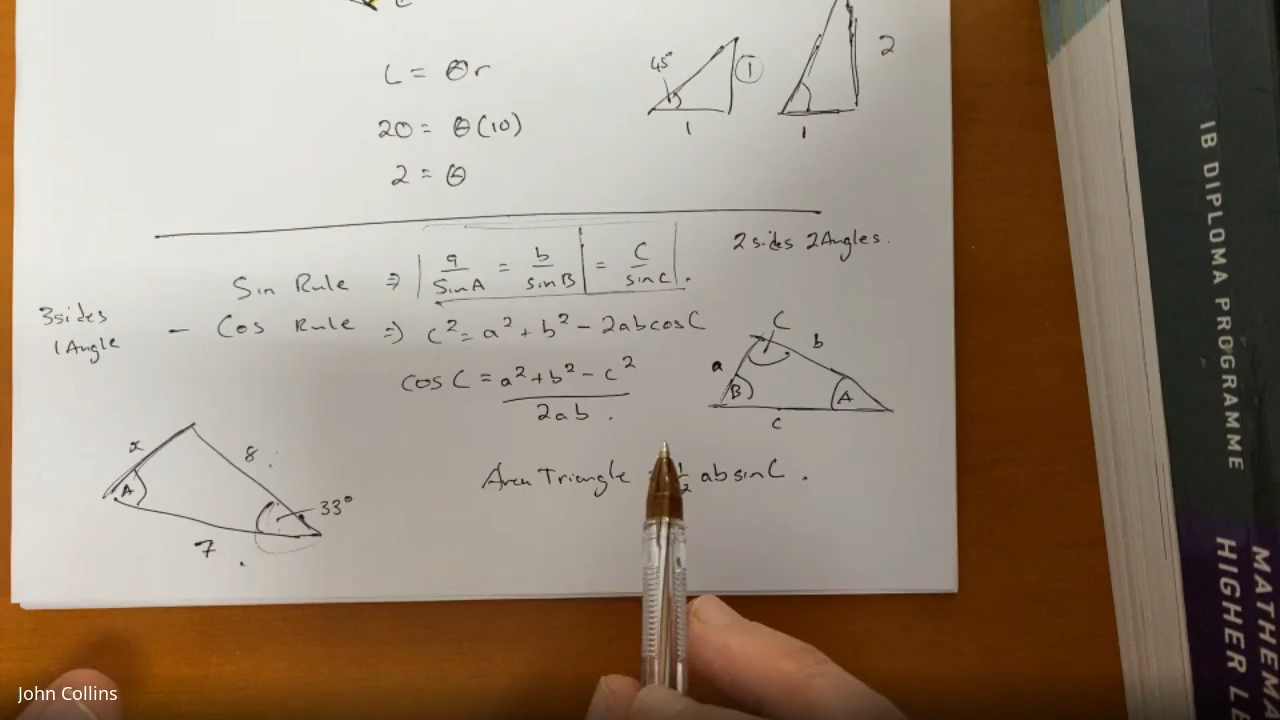 L = θr
45°
1
1
2
1
20 = θ(10)
2 = θ
2 sides 2 Angles.
Sin Rule ⇒ a/SinA = b/sinB = C/sinC.
3 sides
1 Angle
- Cos Rule ⇒ c² = a² + b² - 2abcosC
cos C = a² + b² - c²
2ab.
C
a
b
B
A
c
x
8
A
33°
7
Area Triangle = 1/2 ab sin C.
IB DIPLOMA PROGRAMME
HIGHER LE
MATHEMA
John Collins